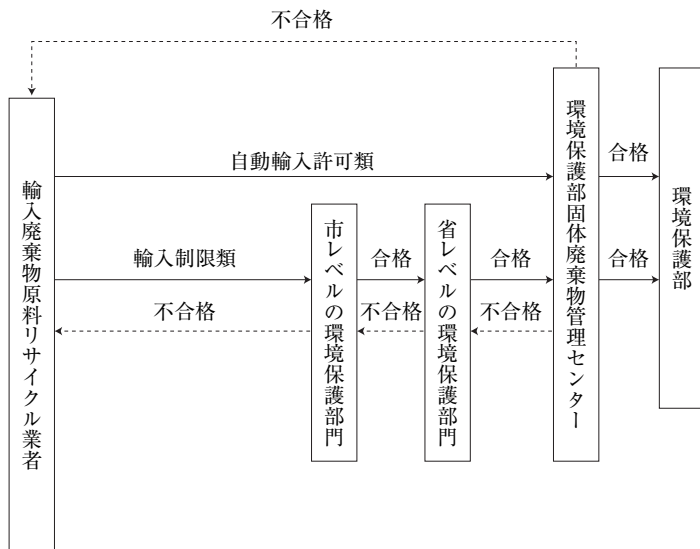 不合格
自動輸入許可類
合格
輸入制限類
合格
合格
合格
不合格
不合格
不合格
輸入廃棄物原料リサイクル業者
市レベルの環境保護部門
省レベルの環境保護部門
環境保護部固体廃棄物管理センター
環境保護部